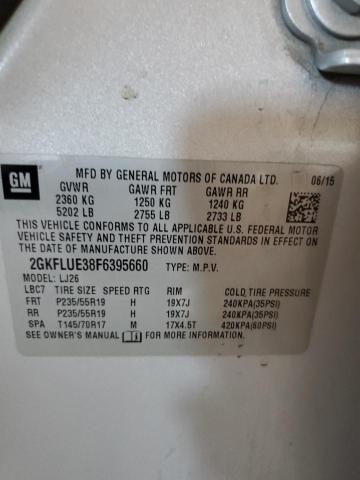 GM
MFD BY GENERAL MOTORS OF CANADA LTD. 06/15
GVWR GAWR FRT GAWR RR
2360 KG 1250 KG 1240 KG
5202 LB 2755 LB 2733 LB
THIS VEHICLE CONFORMS TO ALL APPLICABLE U.S. FEDERAL MOTOR
VEHICLE SAFETY AND THEFT PREVENTION STANDARDS IN EFFECT ON THE
DATE OF MANUFACTURE SHOWN ABOVE.
2GKFLUE38F6395660 TYPE: M.P.V.
MODEL: LJ26
LBC7 TIRE SIZE SPEED RTG RIM COLD TIRE PRESSURE
FRT P235/55R19 H 19X7J 240KPA(35PSI)
RR P235/55R19 H 19X7J 240KPA(35PSI)
SPA T145/70R17 M 17X4.5T 420KPA(60PSI)
SEE OWNER'S MANUAL FOR MORE INFORMATION